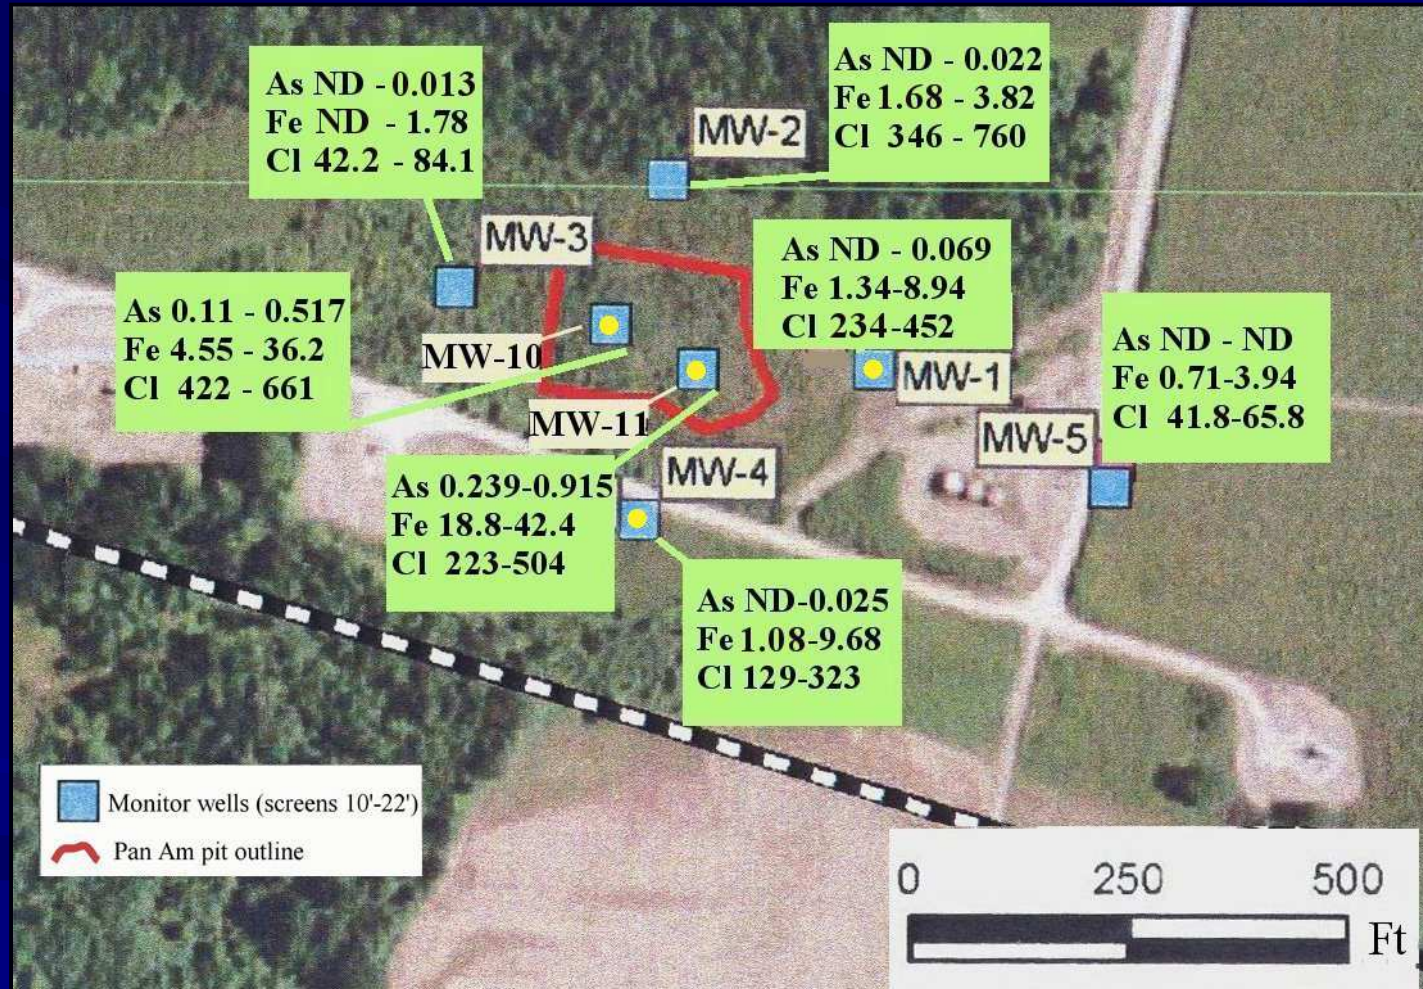 As ND - 0.013
Fe ND - 1.78
Cl 42.2 - 84.1
MW-2
As ND - 0.022
Fe 1.68 - 3.82
Cl 346 - 760
MW-3
As ND - 0.069
Fe 1.34-8.94
Cl 234-452
As 0.11 - 0.517
Fe 4.55 - 36.2
Cl 422 - 661
MW-10
MW-1
As ND - ND
Fe 0.71-3.94
Cl 41.8-65.8
MW-11
MW-5
MW-4
As 0.239-0.915
Fe 18.8-42.4
Cl 223-504
As ND-0.025
Fe 1.08-9.68
Cl 129-323
Monitor wells (screens 10'-22')
Pan Am pit outline
0 250 500
Ft